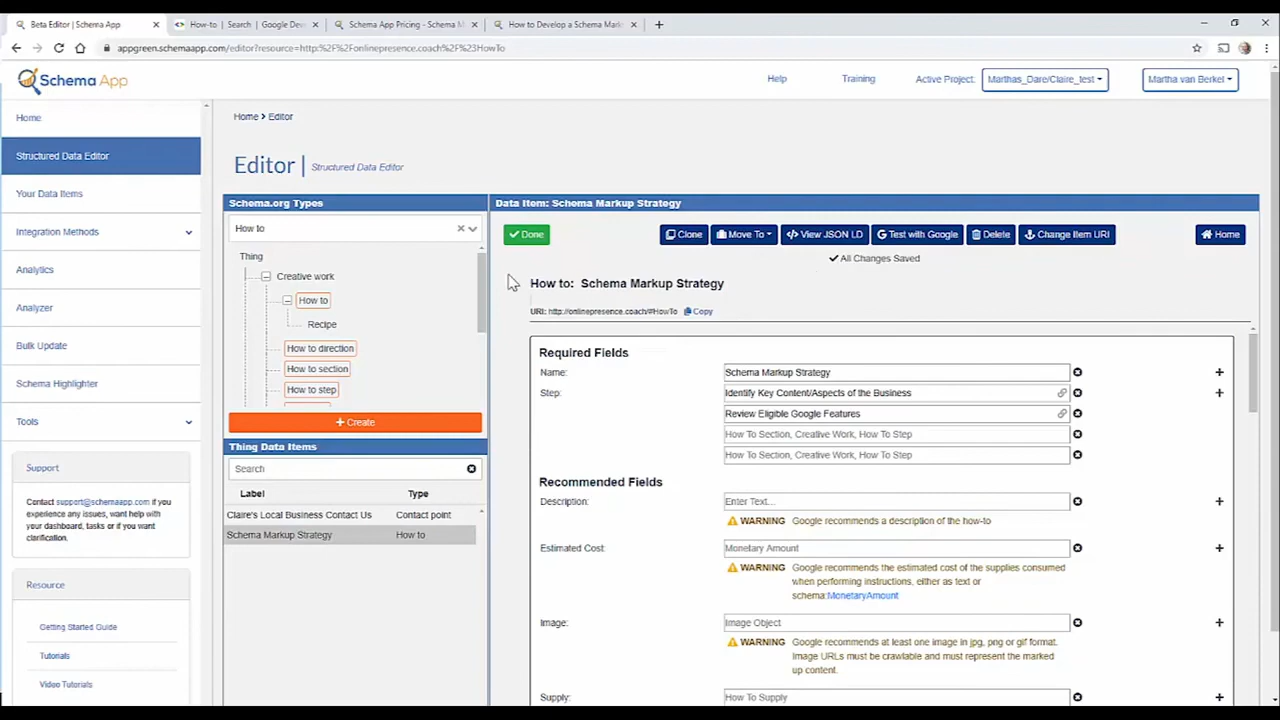 Beta Editor | Schema App
How-to | Search | Google Dev
Schema App Pricing - Schema M
How to Develop a Schema Mark
appgreen.schemaapp.com/editor?resource=http:%2F%2Fonlinepresence.coach%2F%23HowTo
Schema App
Help
Training
Active Project:
Marthas_Dare/Claire_test
Martha van Berkel
Home
Structured Data Editor
Your Data Items
Integration Methods
Analytics
Analyzer
Bulk Update
Schema Highlighter
Tools
Support
Contact support@schemaapp.com if you
experience any issues, want help with
your dashboard, tasks or if you want
clarification.
Resource
Getting Started Guide
Tutorials
Video Tutorials
Home > Editor
Editor | Structured Data Editor
Schema.org Types
How to
Thing
Creative work
How to
Recipe
How to direction
How to section
How to step
+ Create
Thing Data Items
Search
Label Type
Claire's Local Business Contact Us Contact point
Schema Markup Strategy How to
Data Item: Schema Markup Strategy
Done
Clone
Move To
View JSON LD
Test with Google
Delete
Change Item URI
Home
All Changes Saved
How to: Schema Markup Strategy
URI: http://onlinepresence.coach/#HowTo Copy
Required Fields
Name: Schema Markup Strategy
Step: Identify Key Content/Aspects of the Business
Review Eligible Google Features
How To Section, Creative Work, How To Step
How To Section, Creative Work, How To Step
Recommended Fields
Description: Enter Text...
WARNING Google recommends a description of the how-to
Estimated Cost: Monetary Amount
WARNING Google recommends the estimated cost of the supplies consumed
when performing instructions, either as text or
schema:MonetaryAmount
Image: Image Object
WARNING Google recommends at least one image in jpg, png or gif format.
Image URLs must be crawlable and must represent the marked
up content.
Supply: How To Supply